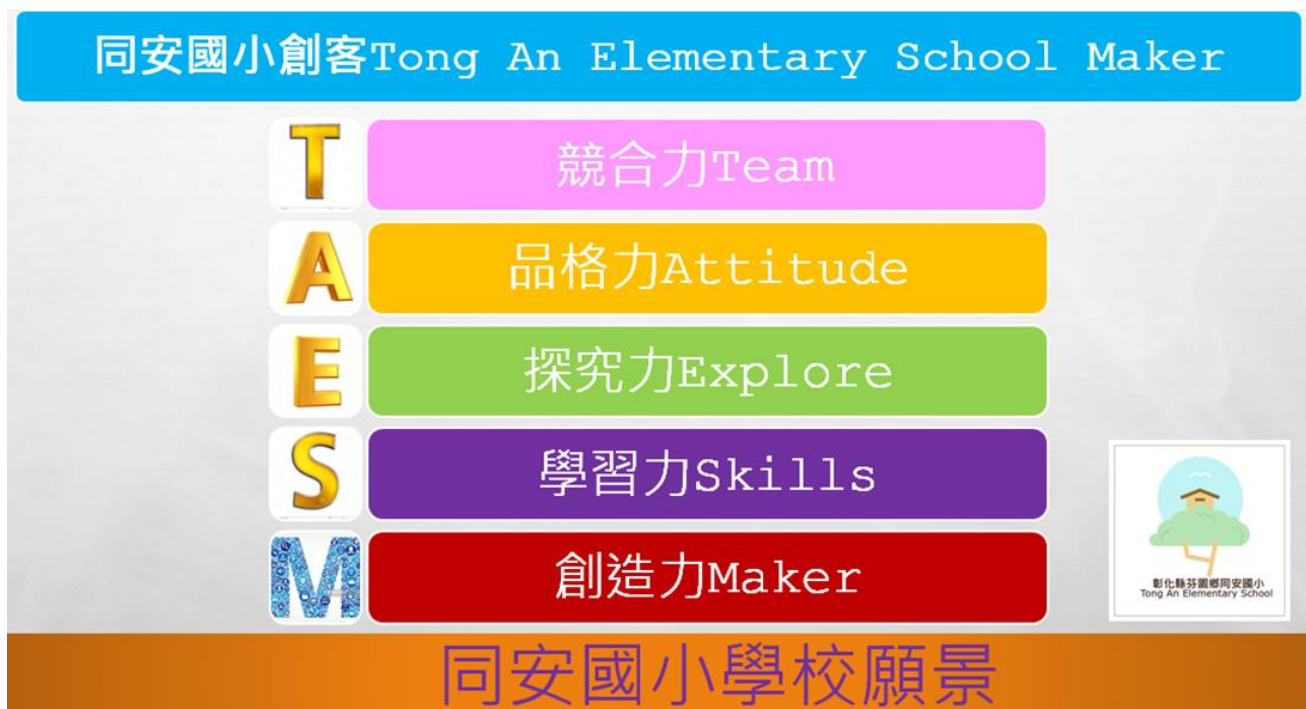 同安國小創客Tong An Elementary School Maker
T
競合力Team
A
品格力Attitude
E
探究力Explore
S
學習力Skills
M
創造力Maker
彰化縣芬園鄉同安國小
Tong An Elementary School
同安國小學校願景